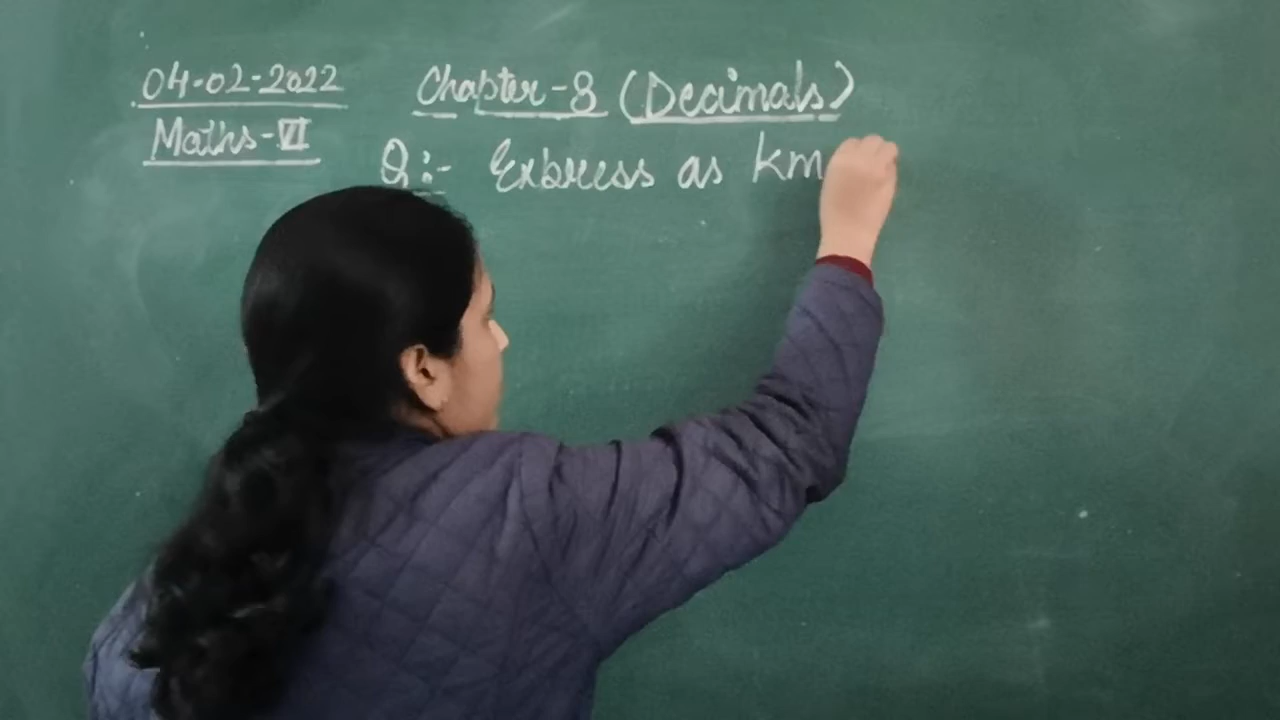 04-02-2022
Maths-VI
Chapter-8 (Decimals)
Q:- Express as km